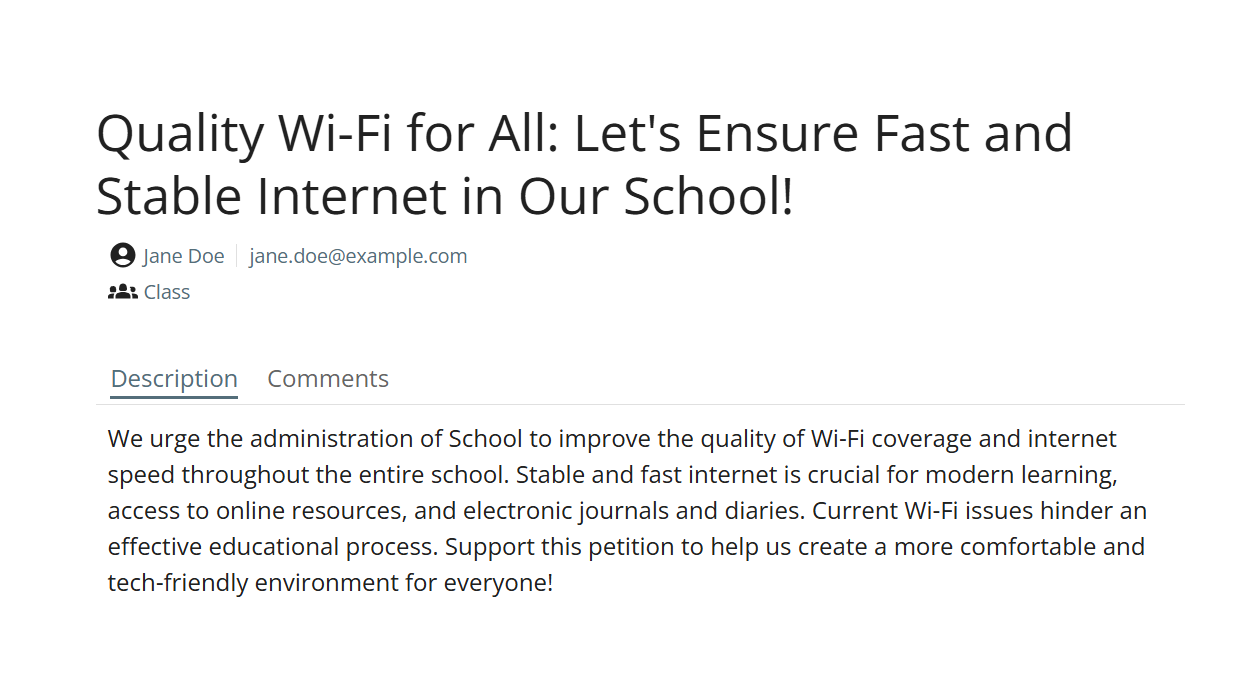 Quality Wi-Fi for All: Let's Ensure Fast and
Stable Internet in Our School!
Jane Doe jane.doe@example.com
Class
Description Comments
We urge the administration of School to improve the quality of Wi-Fi coverage and internet
speed throughout the entire school. Stable and fast internet is crucial for modern learning,
access to online resources, and electronic journals and diaries. Current Wi-Fi issues hinder an
effective educational process. Support this petition to help us create a more comfortable and
tech-friendly environment for everyone!